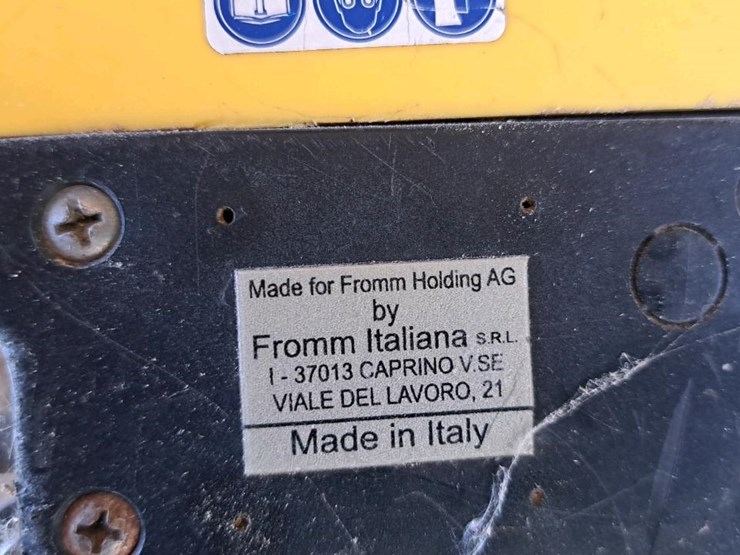 Made for Fromm Holding AG
by
Fromm Italiana S.R.L.
I - 37013 CAPRINO V.SE
VIALE DEL LAVORO, 21
Made in Italy